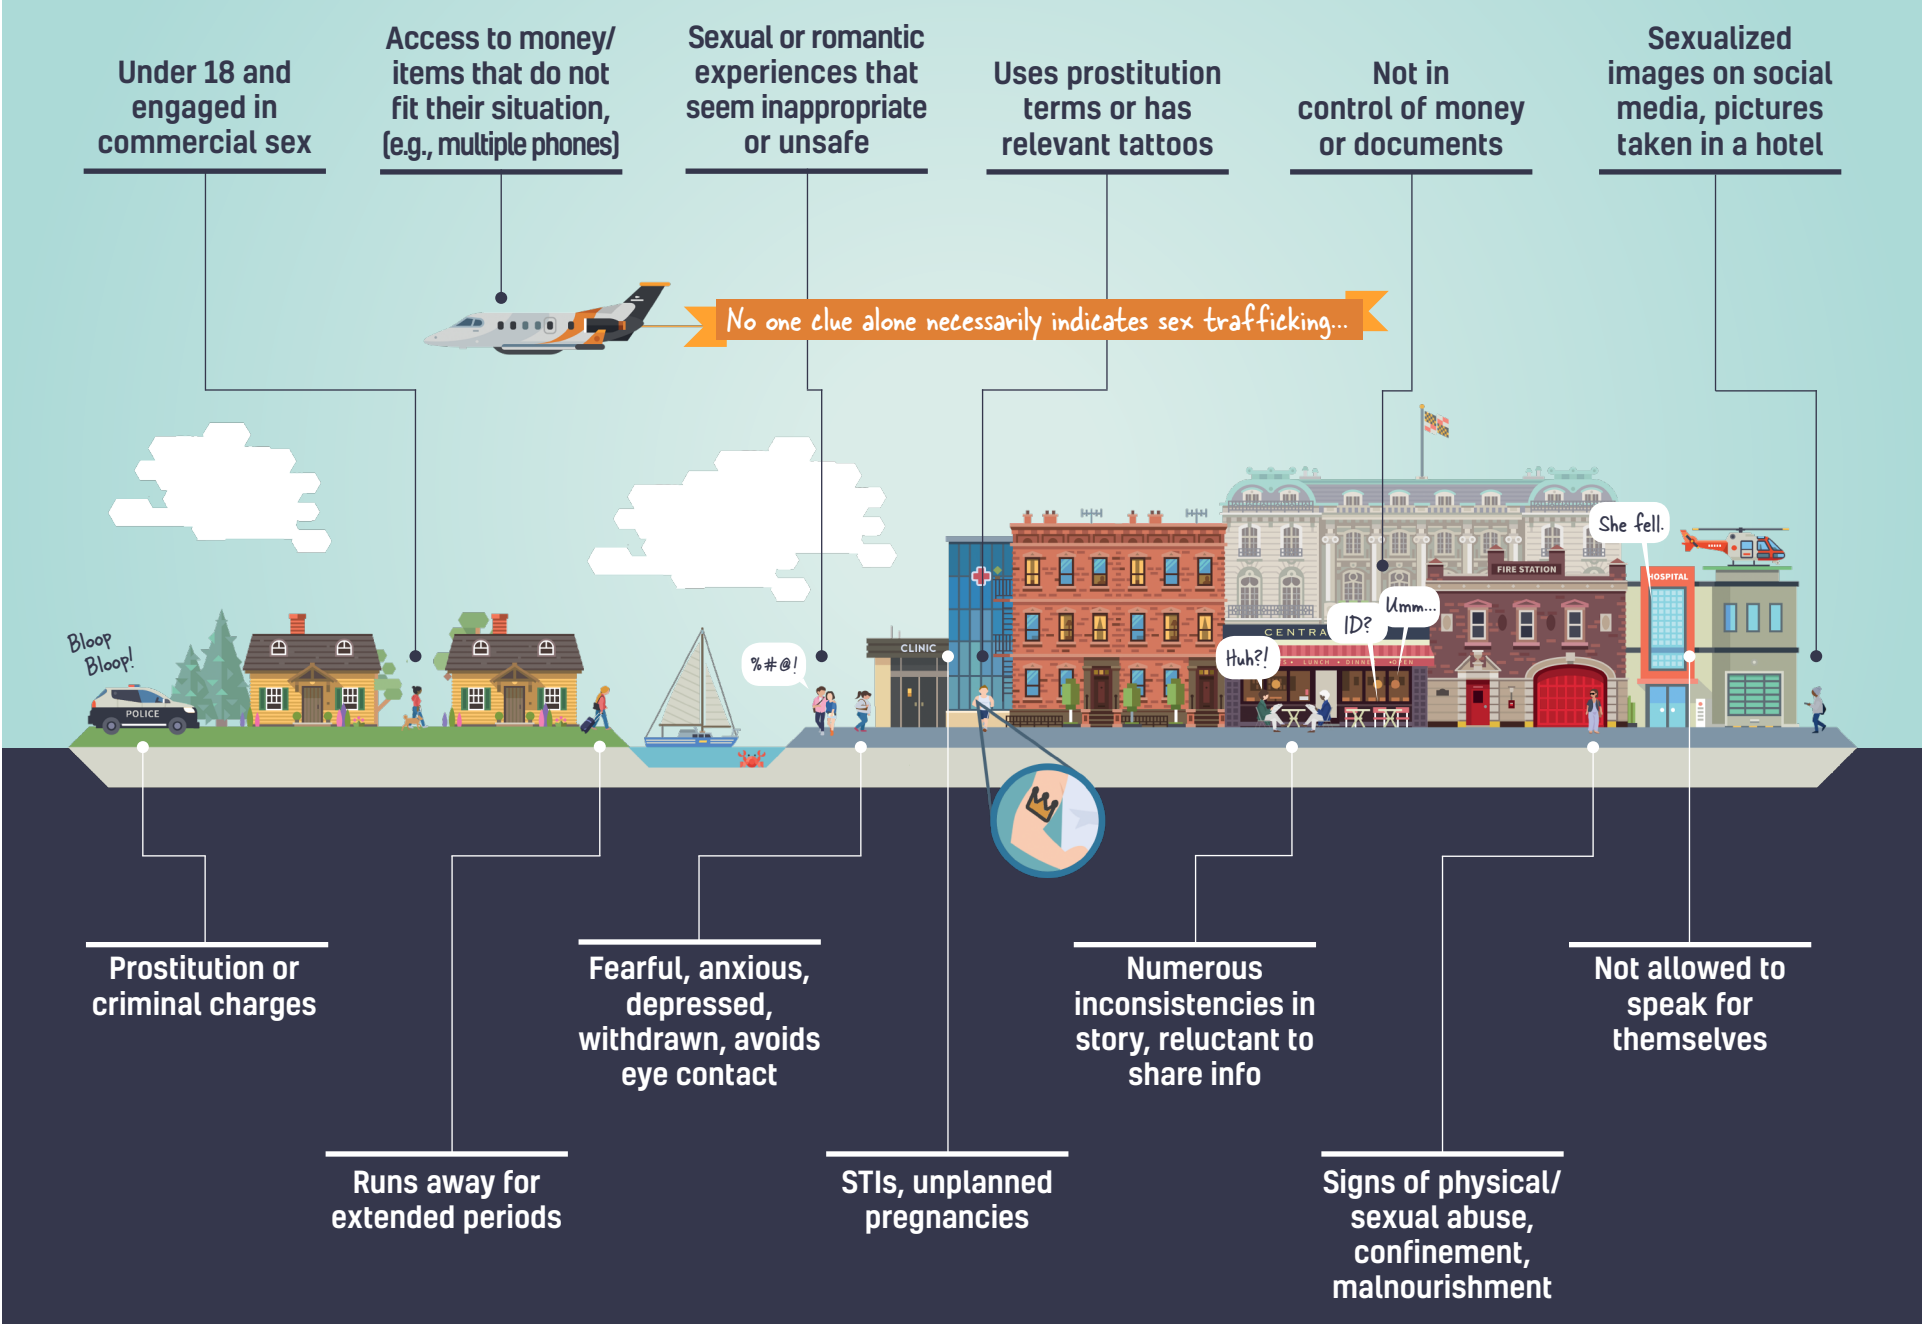 Under 18 and
engaged in
commercial sex
Access to money/
items that do not
fit their situation,
(e.g., multiple phones)
Sexual or romantic
experiences that
seem inappropriate
or unsafe
Uses prostitution
terms or has
relevant tattoos
Not in
control of money
or documents
Sexualized
images on social
media, pictures
taken in a hotel
No one clue alone necessarily indicates sex trafficking...
She fell.
FIRE STATION
HOSPITAL
Umm...
ID?
CENTRA
Huh?!
LUNCH • DINNE
OPEN
Bloop
Bloop!
%#@!
CLINIC
POLICE
Prostitution or
criminal charges
Fearful, anxious,
depressed,
withdrawn, avoids
eye contact
Numerous
inconsistencies in
story, reluctant to
share info
Not allowed to
speak for
themselves
Runs away for
extended periods
STIs, unplanned
pregnancies
Signs of physical/
sexual abuse,
confinement,
malnourishment